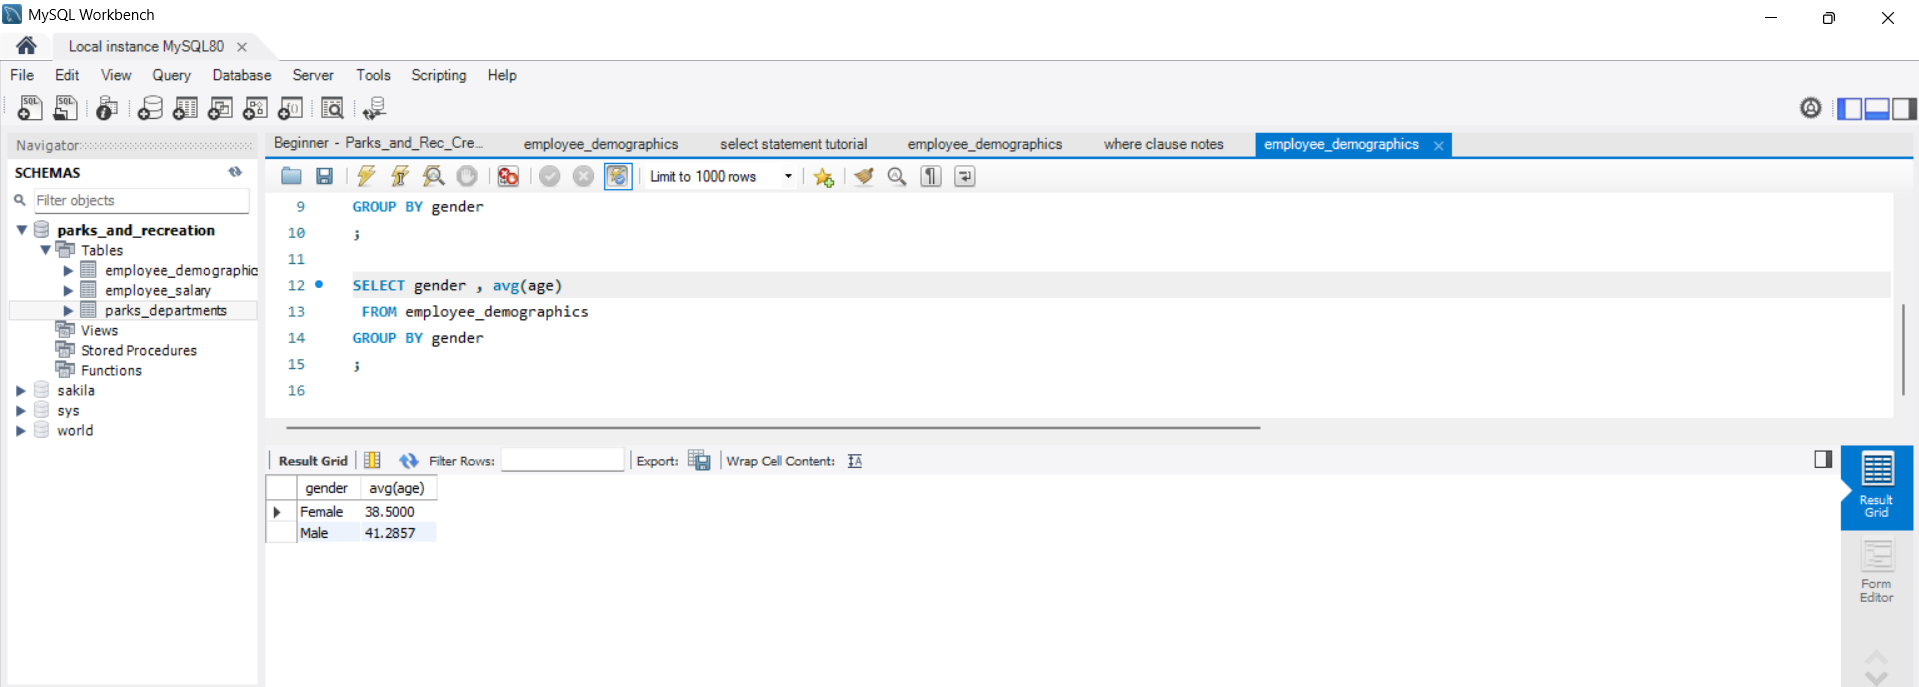 MySQL Workbench
Local instance MySQL80
File Edit View Query Database Server Tools Scripting Help
Navigator
SCHEMAS
Filter objects
parks_and_recreation
Tables
employee_demographic
employee_salary
parks_departments
Views
Stored Procedures
Functions
sakila
sys
world
Beginner - Parks_and_Rec_Cre... employee_demographics select statement tutorial employee_demographics where clause notes employee_demographics
Limit to 1000 rows
9 GROUP BY gender
10 ;
11
12 SELECT gender , avg(age)
13 FROM employee_demographics
14 GROUP BY gender
15 ;
16
Result Grid Filter Rows: Export: Wrap Cell Content:
gender avg(age)
Female 38.5000
Male 41.2857
Result
Grid
Form
Editor